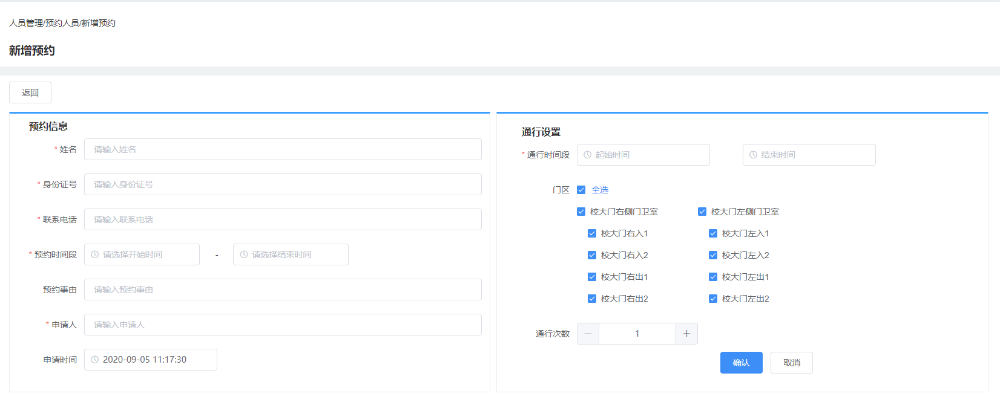 人员管理/预约人员/新增预约
新增预约
返回
预约信息
* 姓名 请输入姓名
* 身份证号 请输入身份证号
* 联系电话 请输入联系电话
* 预约时间段 请选择开始时间 - 请选择结束时间
预约事由 请输入预约事由
* 申请人 请输入申请人
申请时间 2020-09-05 11:17:30
通行设置
* 通行时间段 起始时间 结束时间
门区 全选
校大门右侧门卫室 校大门左侧门卫室
校大门右入1 校大门左入1
校大门右入2 校大门左入2
校大门右出1 校大门左出1
校大门右出2 校大门左出2
通行次数 － 1 ＋
确认 取消